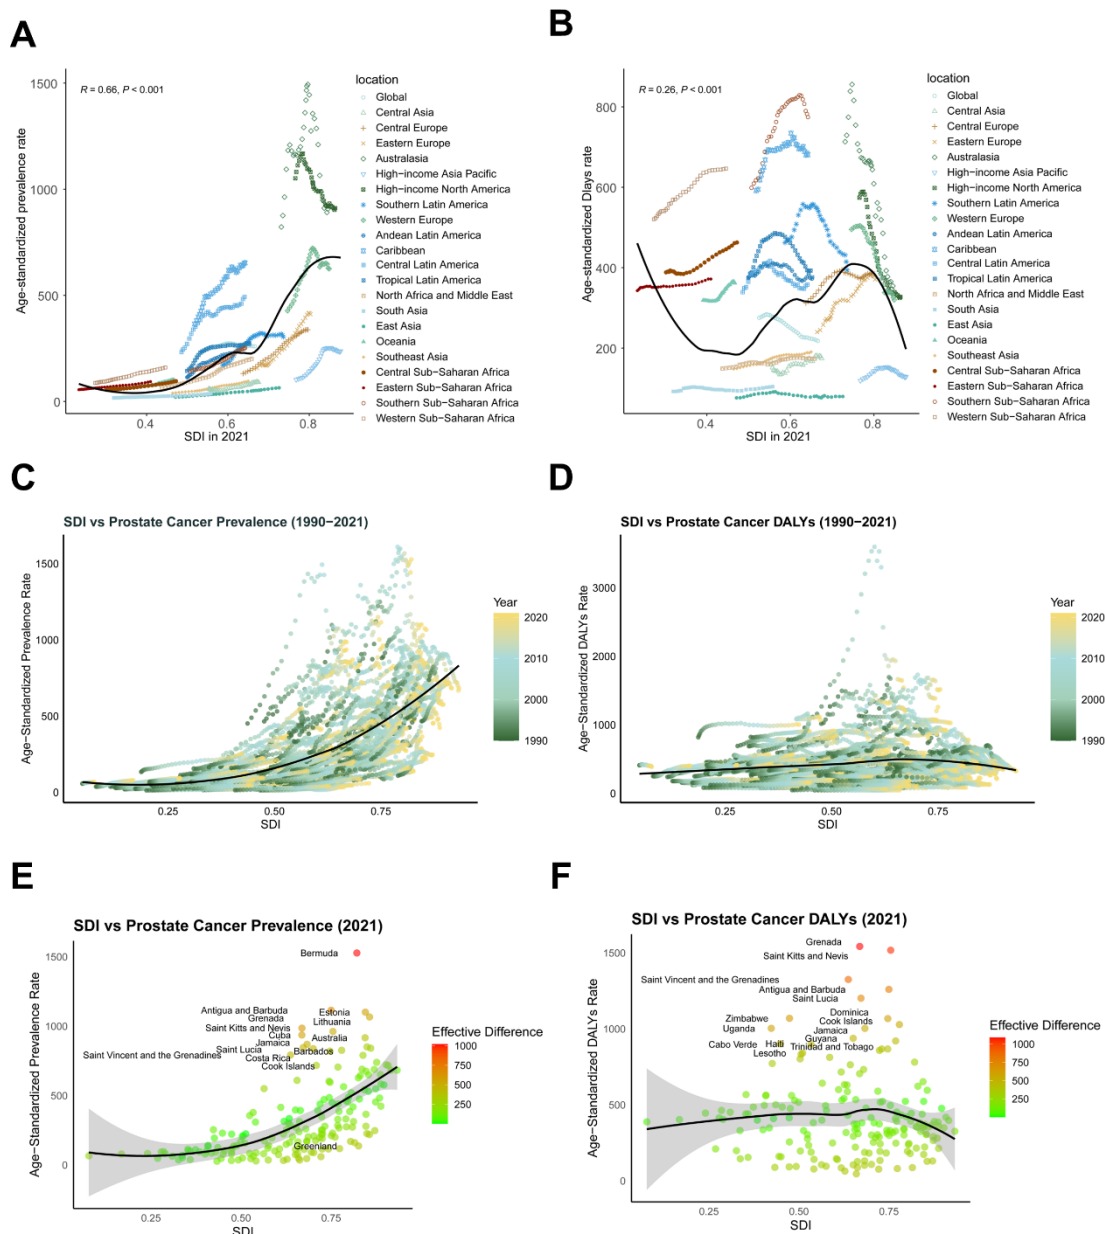 A
B
R = 0.66, P < 0.001
Age-standardized prevalence rate
1500
1000
500
0
0.4
0.6
0.8
SDI in 2021
location
Global
Central Asia
Central Europe
Eastern Europe
Australasia
High-income Asia Pacific
High-income North America
Southern Latin America
Western Europe
Andean Latin America
Caribbean
Central Latin America
Tropical Latin America
North Africa and Middle East
South Asia
East Asia
Oceania
Southeast Asia
Central Sub-Saharan Africa
Eastern Sub-Saharan Africa
Southern Sub-Saharan Africa
Western Sub-Saharan Africa
R = 0.26, P < 0.001
Age-standardized Dlays rate
800
600
400
200
0.4
0.6
0.8
SDI in 2021
location
Global
Central Asia
Central Europe
Eastern Europe
Australasia
High-income Asia Pacific
High-income North America
Southern Latin America
Western Europe
Andean Latin America
Caribbean
Central Latin America
Tropical Latin America
North Africa and Middle East
South Asia
East Asia
Oceania
Southeast Asia
Central Sub-Saharan Africa
Eastern Sub-Saharan Africa
Southern Sub-Saharan Africa
Western Sub-Saharan Africa
C
D
SDI vs Prostate Cancer Prevalence (1990-2021)
Age-Standardized Prevalence Rate
1500
1000
500
0
0.25
0.50
0.75
SDI
Year
2020
2010
2000
1990
SDI vs Prostate Cancer DALYs (1990-2021)
Age-Standardized DALYs Rate
3000
2000
1000
0
0.25
0.50
0.75
SDI
Year
2020
2010
2000
1990
E
F
SDI vs Prostate Cancer Prevalence (2021)
Age-Standardized Prevalence Rate
1500
1000
500
0
Bermuda
Antigua and Barbuda
Estonia
Grenada
Lithuania
Saint Kitts and Nevis
Cuba
Australia
Jamaica
Saint Lucia
Barbados
Saint Vincent and the Grenadines
Costa Rica
Cook Islands
Greenland
0.25
0.50
0.75
SDI
Effective Difference
1000
750
500
250
SDI vs Prostate Cancer DALYs (2021)
Age-Standardized DALYs Rate
1500
1000
500
0
Grenada
Saint Kitts and Nevis
Saint Vincent and the Grenadines
Antigua and Barbuda
Saint Lucia
Zimbabwe
Dominica
Cook Islands
Uganda
Jamaica
Guyana
Cabo Verde
Haiti
Trinidad and Tobago
Lesotho
0.25
0.50
0.75
SDI
Effective Difference
1000
750
500
250